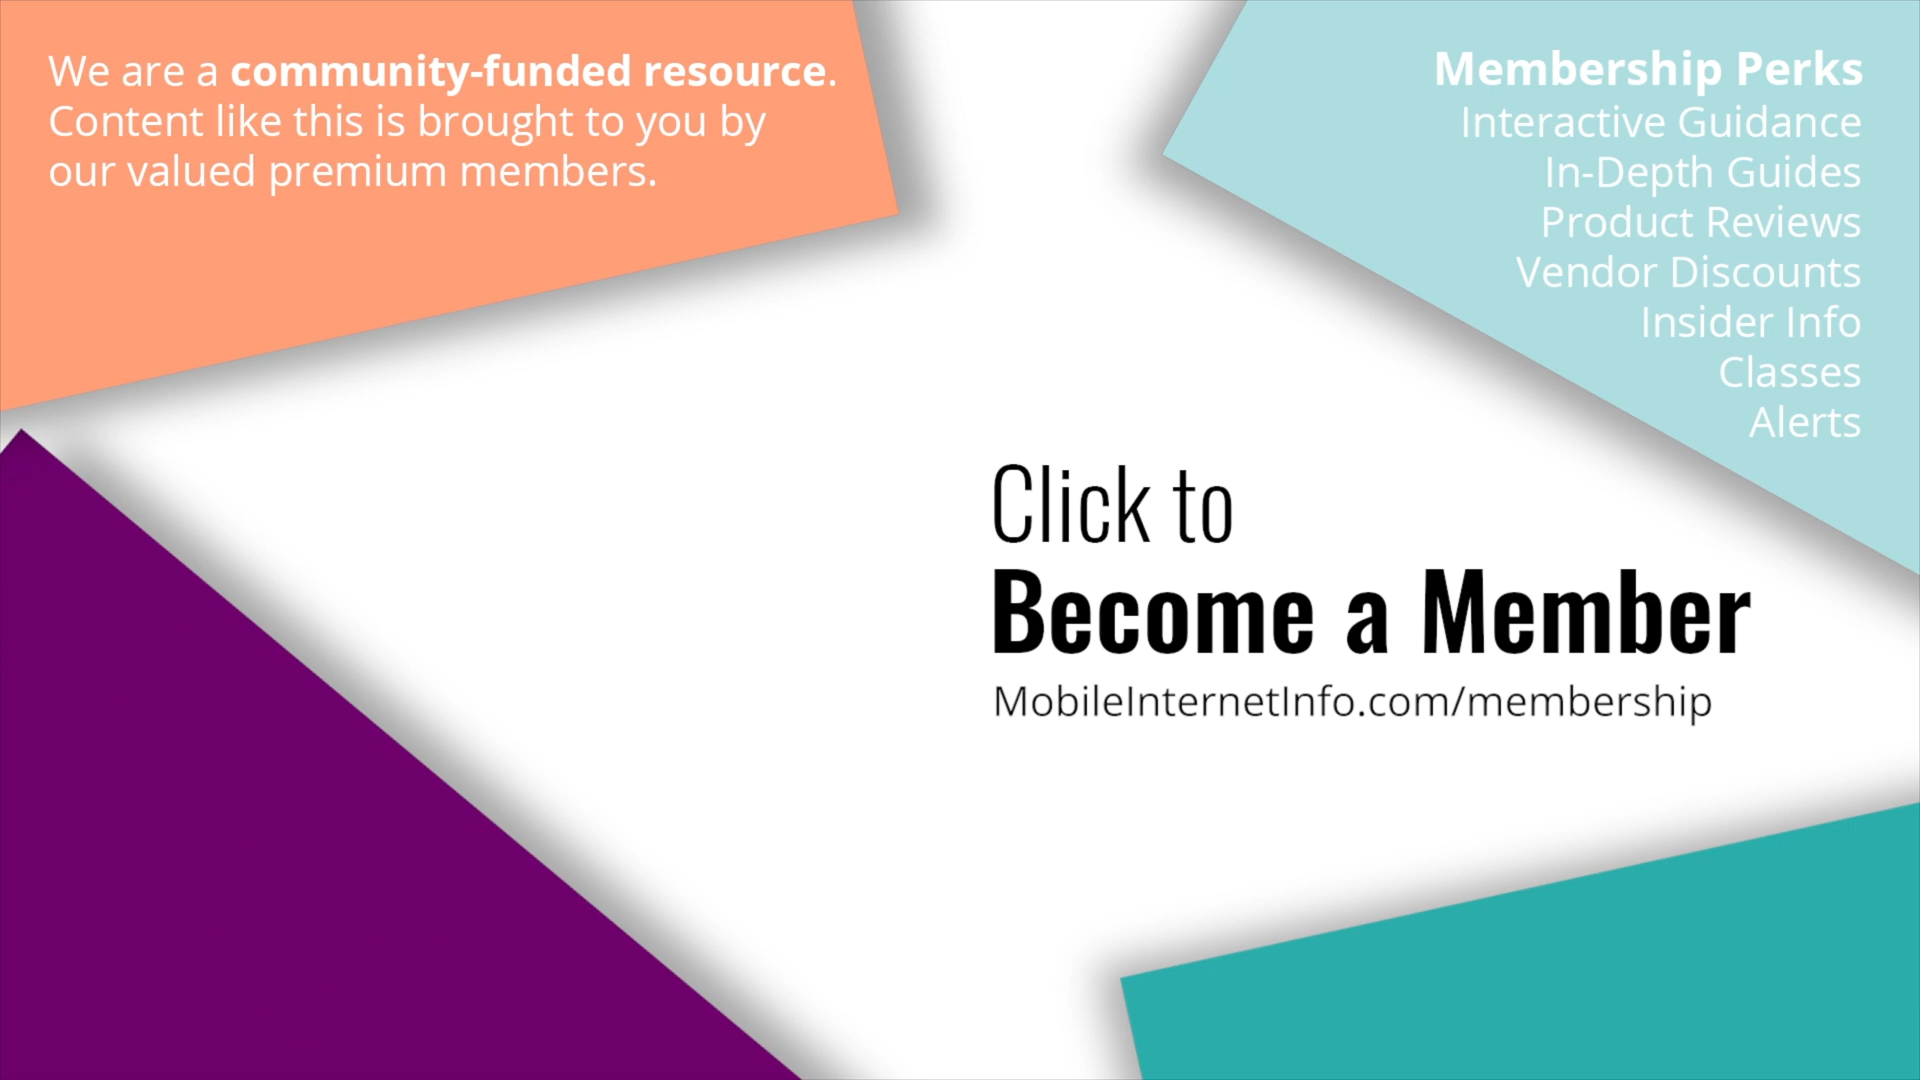 We are a community-funded resource.
Content like this is brought to you by
our valued premium members.
Membership Perks
Interactive Guidance
In-Depth Guides
Product Reviews
Vendor Discounts
Insider Info
Classes
Alerts
Click to
Become a Member
MobileInternetInfo.com/membership